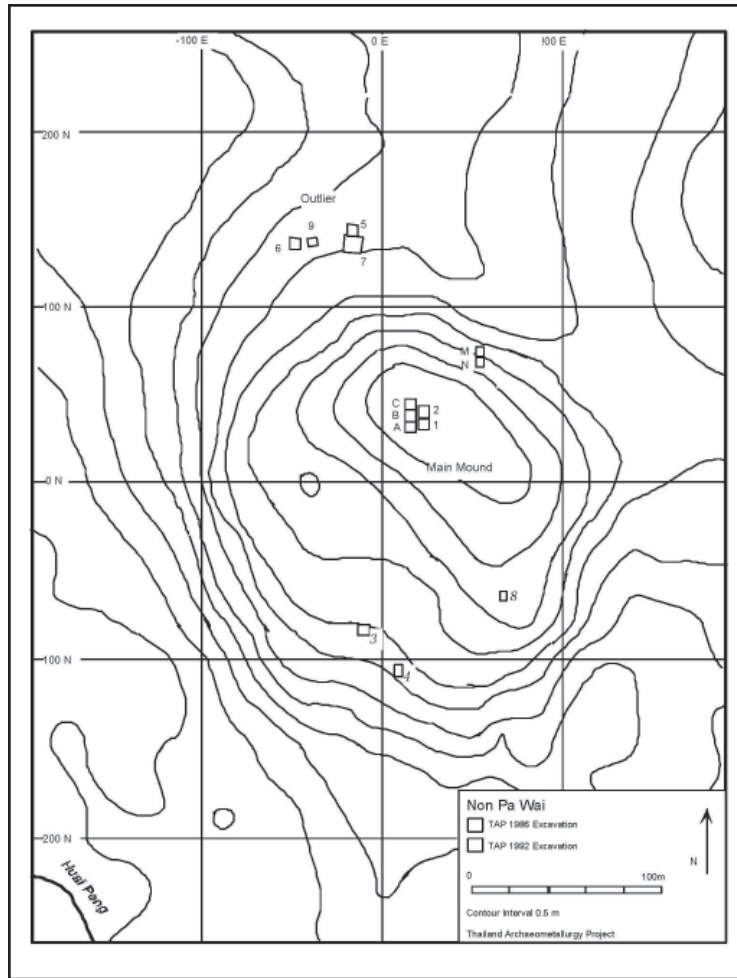 -100 E
0 E
100 E
200 N
Outlier
9
5
6
7
100 N
M
N
C
2
B
A
1
Main Mound
0 N
8
3
100 N
4
Non Pa Wai
TAP 1986 Excavation
TAP 1992 Excavation
N
200 N
0
100m
Contour Interval 0.5 m
Thailand Archaeometallurgy Project
Huai Pong